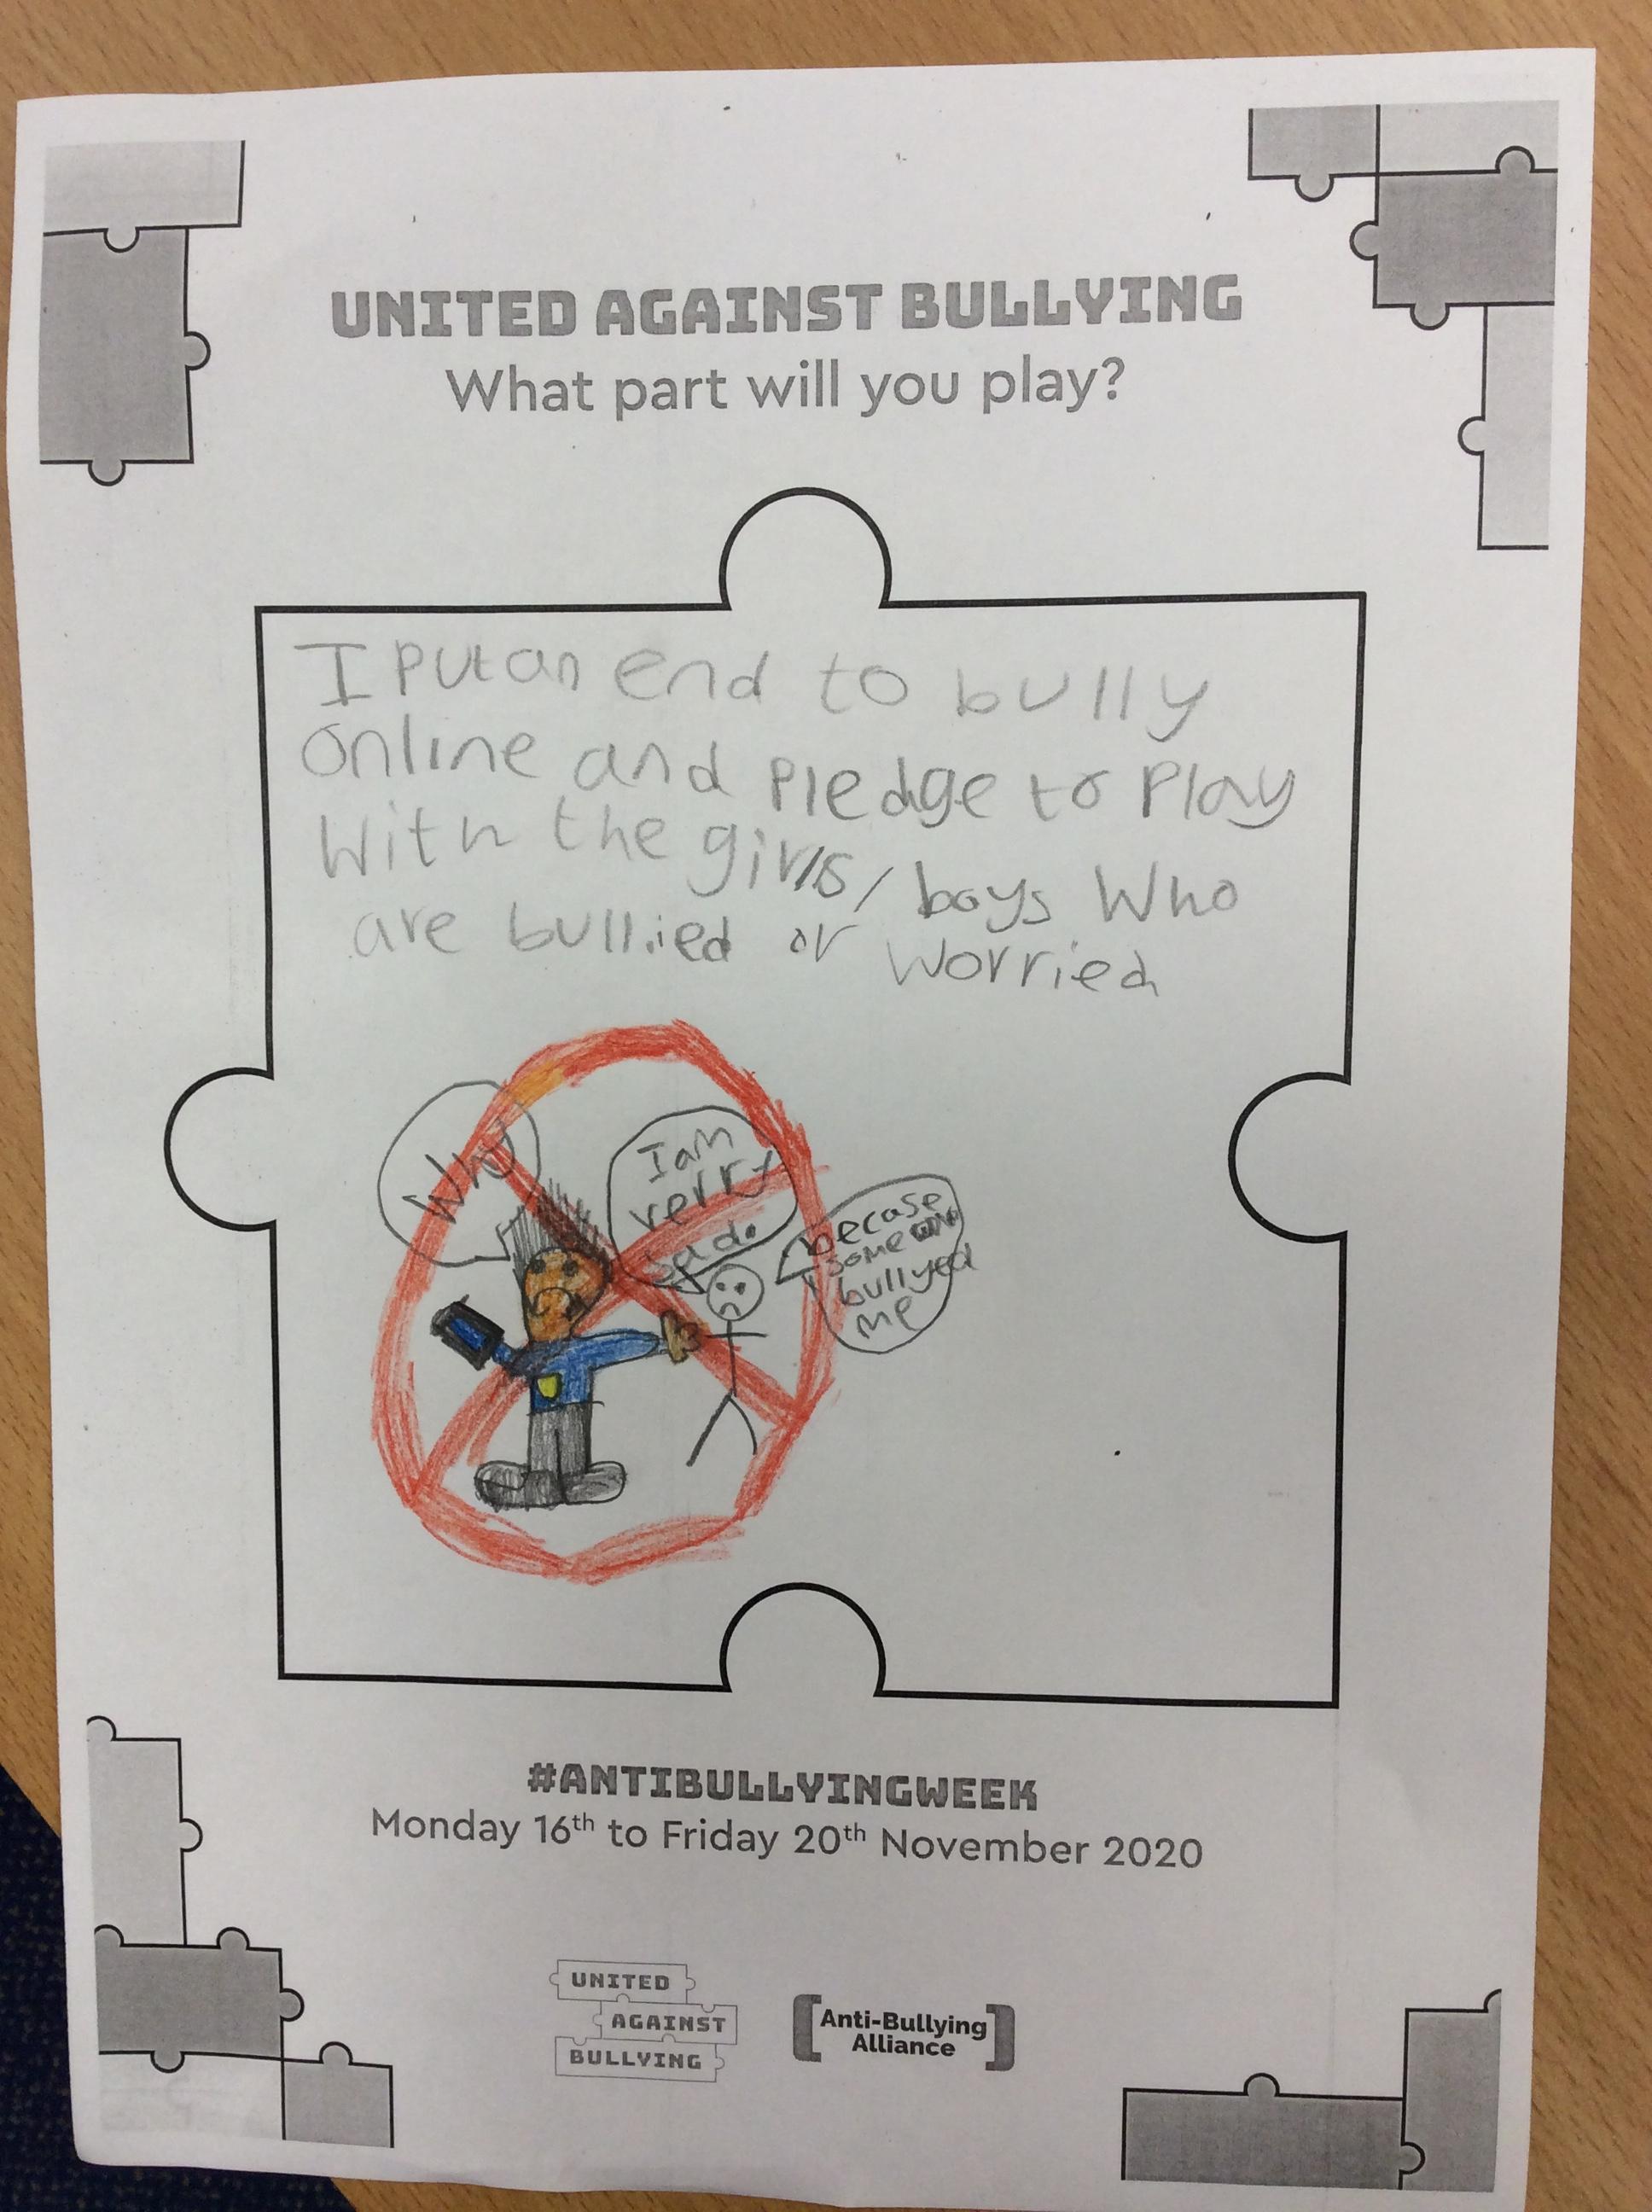 UNITED AGAINST BULLYING
What part will you play?
I put an end to bully
online and pledge to play
with the girls/boys who
are bullied or worried
Why
I am
verry
sad.
becase
someone
bullyed
me
#ANTIBULLYINGWEEK
Monday 16th to Friday 20th November 2020
UNITED
AGAINST
BULLYING
Anti-Bullying
Alliance